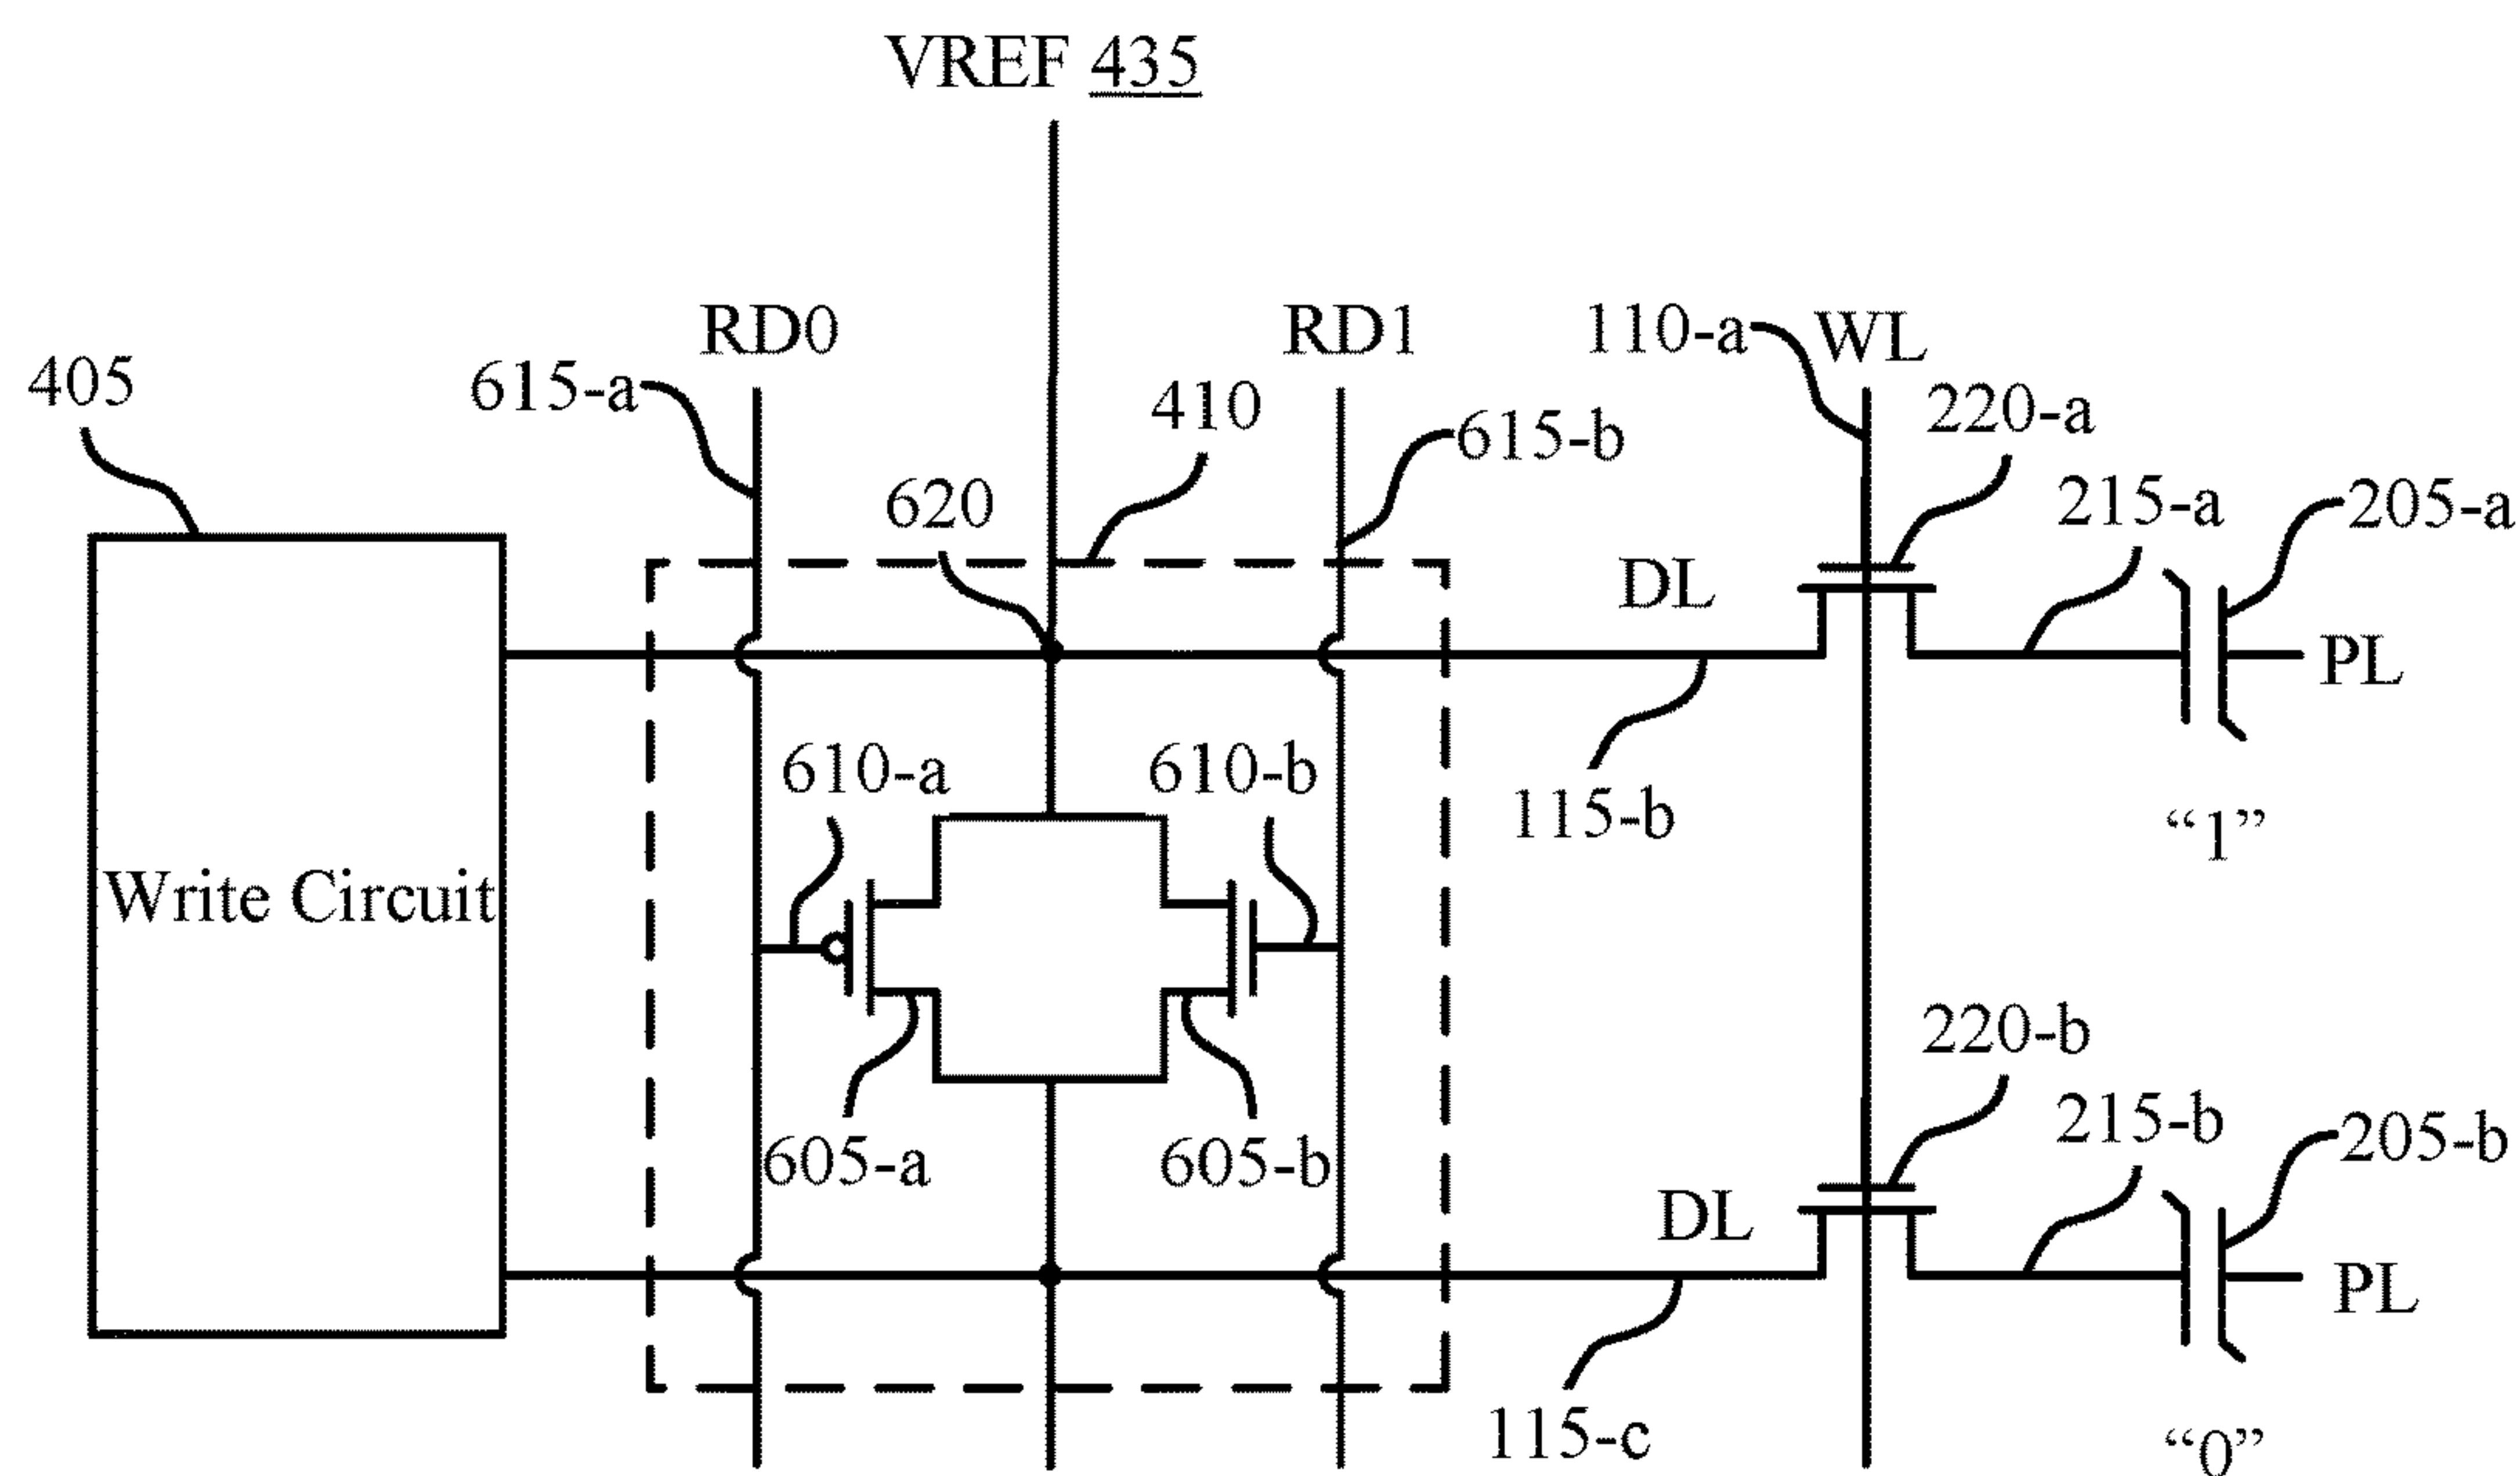 VREF 435
RD0
RD1
110-a
WL
405
615-a
410
615-b
220-a
620
215-a
205-a
DL
PL
610-a
610-b
115-b
"1"
Write Circuit
605-a
605-b
220-b
215-b
205-b
DL
PL
115-c
"0"